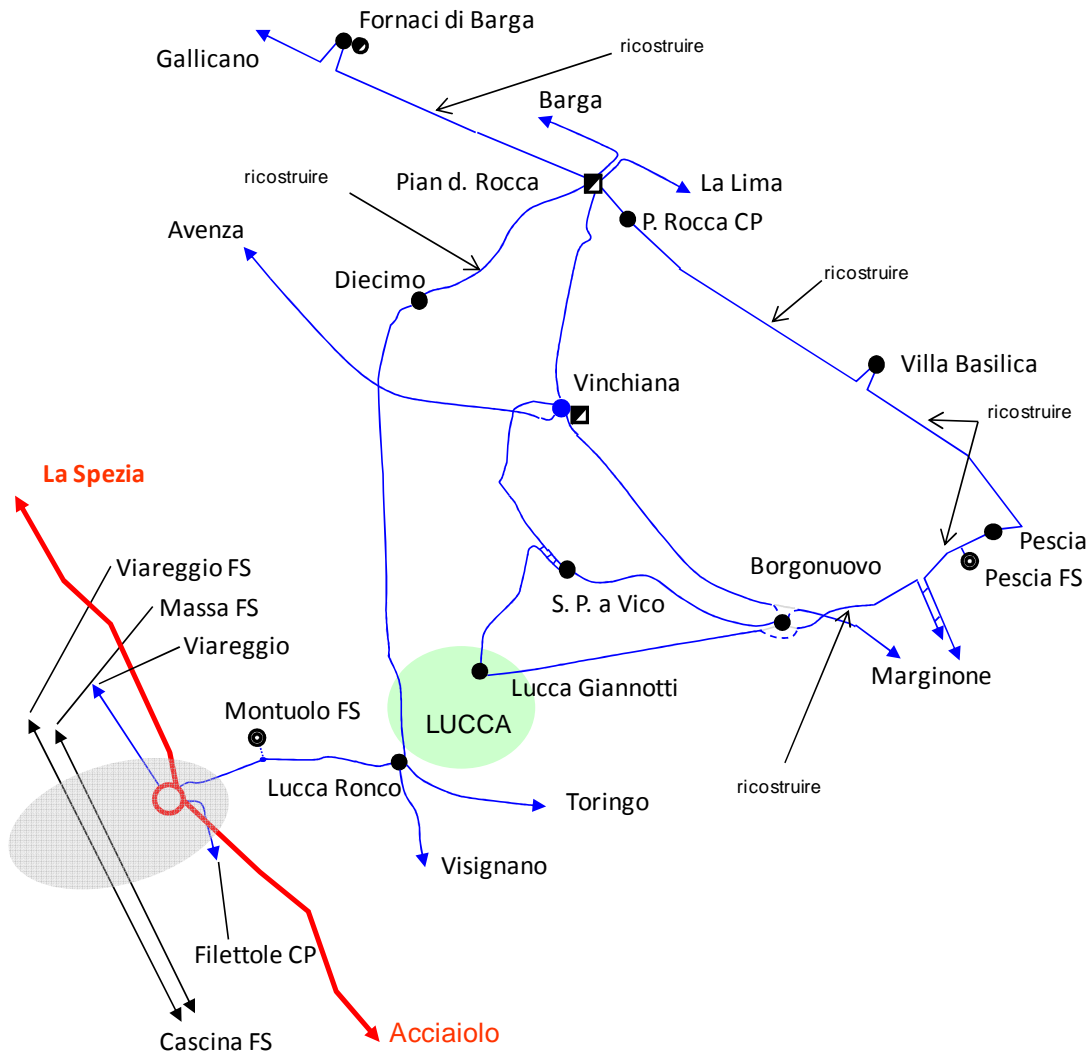 Fornaci di Barga
Gallicano
ricostruire
Barga
ricostruire
Pian d. Rocca
La Lima
P. Rocca CP
Avenza
ricostruire
Diecimo
Villa Basilica
Vinchiana
ricostruire
La Spezia
Pescia
Viareggio FS
Borgonuovo
Pescia FS
Massa FS
S. P. a Vico
Viareggio
Marginone
Lucca Giannotti
Montuolo FS
LUCCA
Lucca Ronco
ricostruire
Toringo
Visignano
Filettole CP
Cascina FS
Acciaiolo